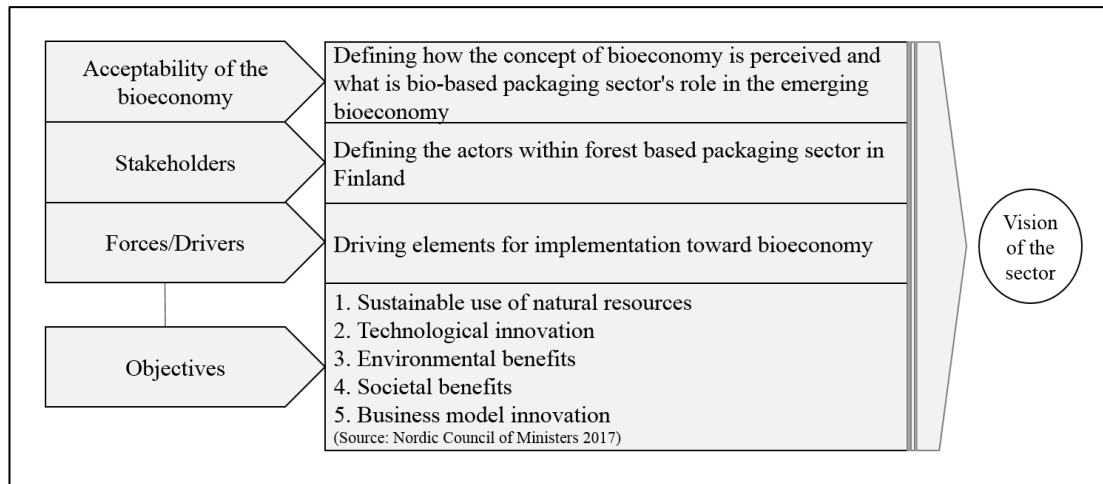 Acceptability of the
bioeconomy
Defining how the concept of bioeconomy is perceived and
what is bio-based packaging sector's role in the emerging
bioeconomy
Stakeholders
Defining the actors within forest based packaging sector in
Finland
Forces/Drivers
Driving elements for implementation toward bioeconomy
Objectives
1. Sustainable use of natural resources
2. Technological innovation
3. Environmental benefits
4. Societal benefits
5. Business model innovation
(Source: Nordic Council of Ministers 2017)
Vision
of the
sector